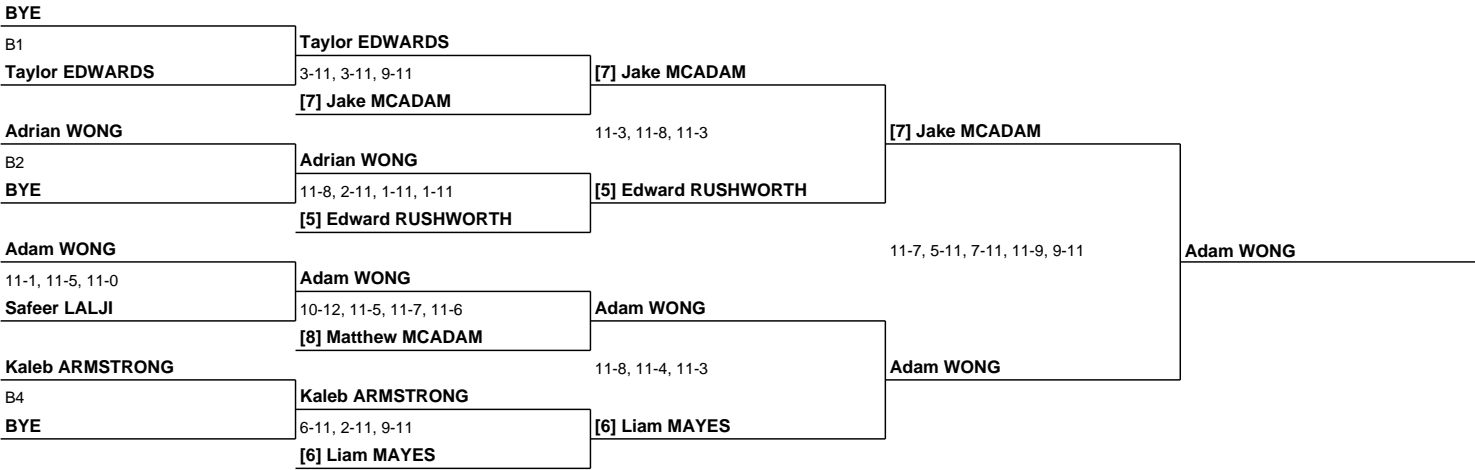 BYE
B1
Taylor EDWARDS
Taylor EDWARDS
3-11, 3-11, 9-11
[7] Jake MCADAM
[7] Jake MCADAM
Adrian WONG
B2
BYE
Adrian WONG
11-8, 2-11, 1-11, 1-11
[5] Edward RUSHWORTH
11-3, 11-8, 11-3
[5] Edward RUSHWORTH
[7] Jake MCADAM
Adam WONG
11-1, 11-5, 11-0
Safeer LALJI
Adam WONG
10-12, 11-5, 11-7, 11-6
[8] Matthew MCADAM
Adam WONG
11-7, 5-11, 7-11, 11-9, 9-11
Adam WONG
Kaleb ARMSTRONG
B4
BYE
Kaleb ARMSTRONG
6-11, 2-11, 9-11
[6] Liam MAYES
11-8, 11-4, 11-3
[6] Liam MAYES
Adam WONG